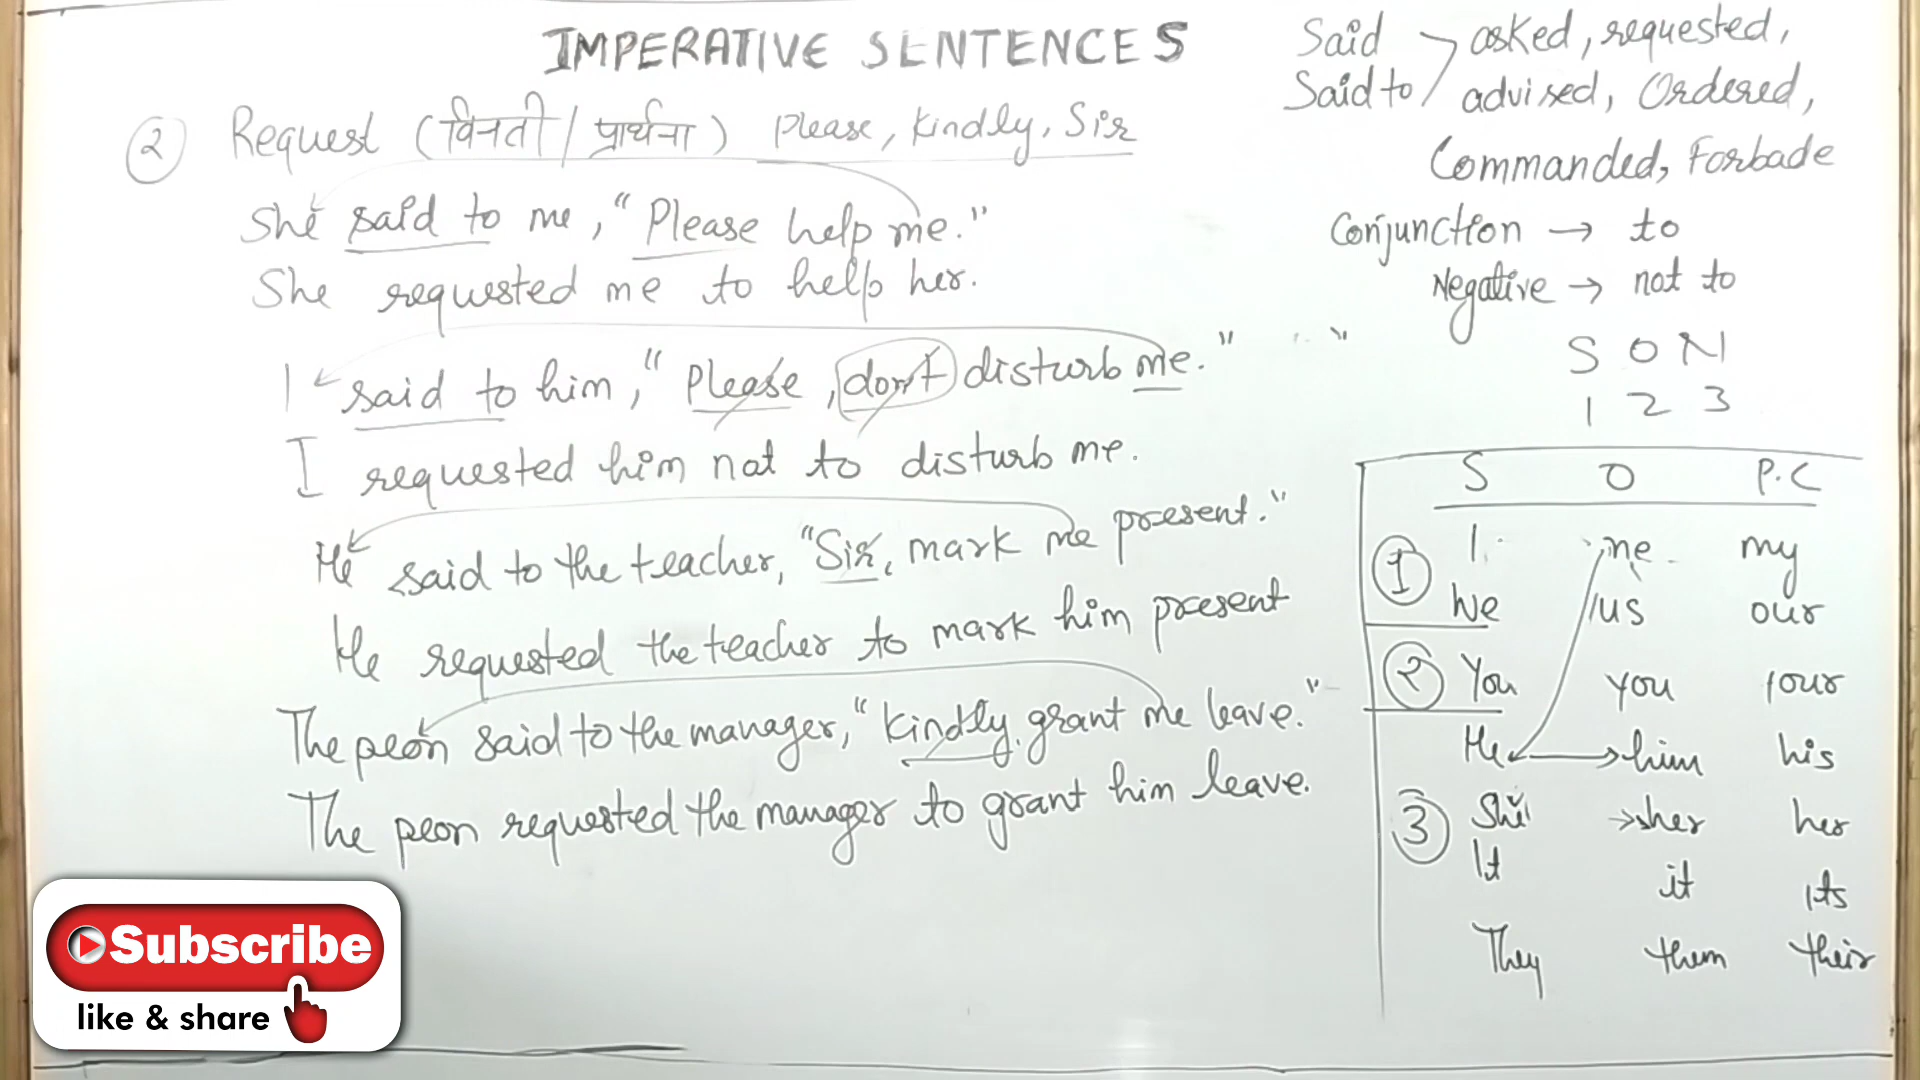 IMPERATIVE SENTENCES
② Request (विनती / प्रार्थना) Please, kindly, Sir
She said to me, "Please help me."
She requested me to help her.
I said to him, "Please, don't disturb me."
I requested him not to disturb me.
He said to the teacher, "Sir, mark me present."
He requested the teacher to mark him present
The peon said to the manager, "kindly grant me leave."
The peon requested the manager to grant him leave.
Said
Said to
asked, requested,
advised, Ordered,
Commanded, Forbade
Conjunction → to
Negative → not to
S O N
1 2 3
S O P.C
① I me my
We us our
② You you your
He him his
③ She her her
It it its
They them their
Subscribe
like & share